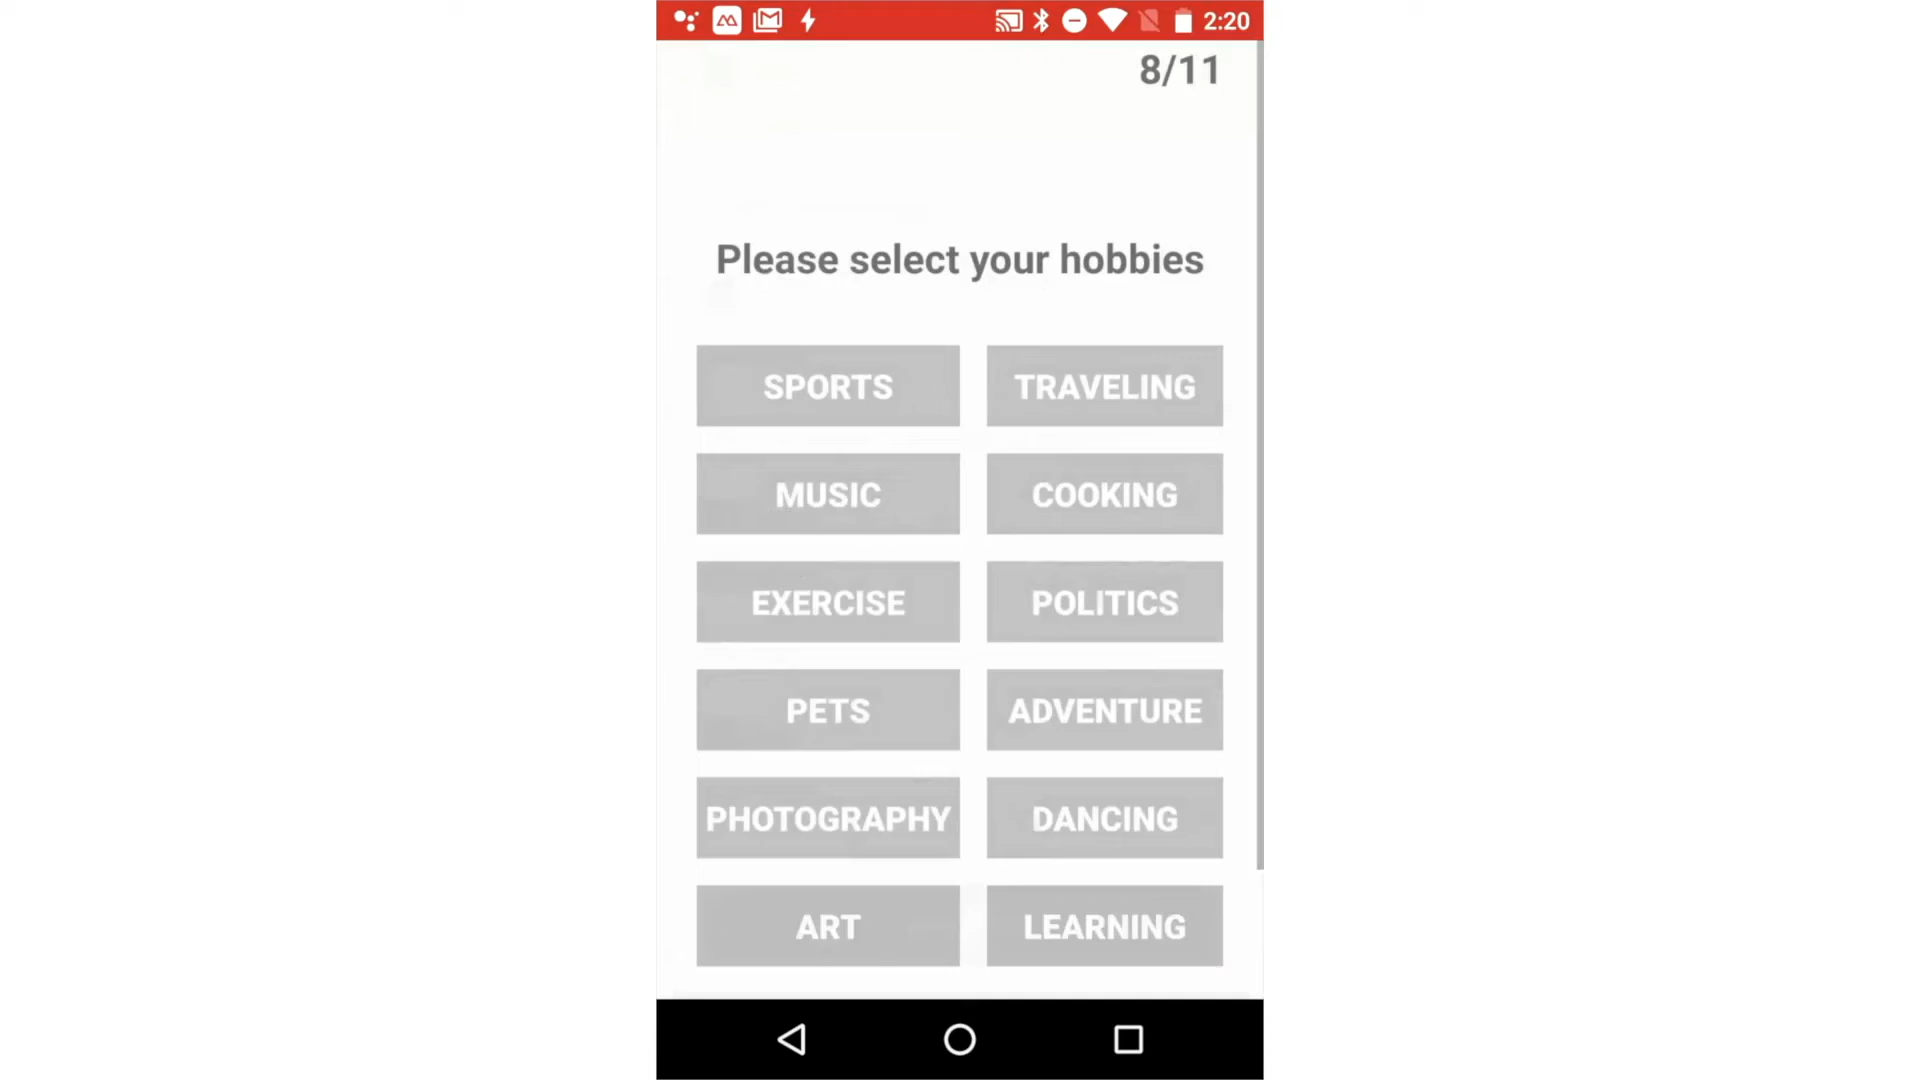 2:20
8/11
Please select your hobbies
SPORTS
TRAVELING
MUSIC
COOKING
EXERCISE
POLITICS
PETS
ADVENTURE
PHOTOGRAPHY
DANCING
ART
LEARNING